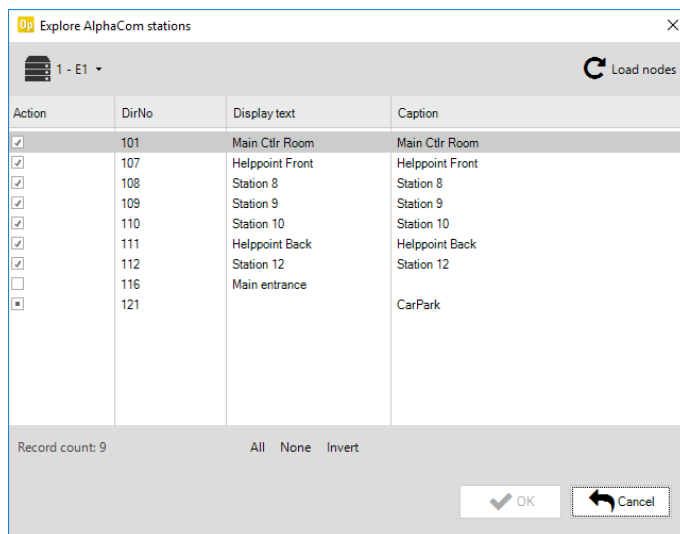 Op Explore AlphaCom stations
1 - E1 Load nodes
Action DirNo Display text Caption
101 Main Ctlr Room Main Ctlr Room
107 Helppoint Front Helppoint Front
108 Station 8 Station 8
109 Station 9 Station 9
110 Station 10 Station 10
111 Helppoint Back Helppoint Back
112 Station 12 Station 12
116 Main entrance
121 CarPark
Record count: 9 All None Invert
OK Cancel